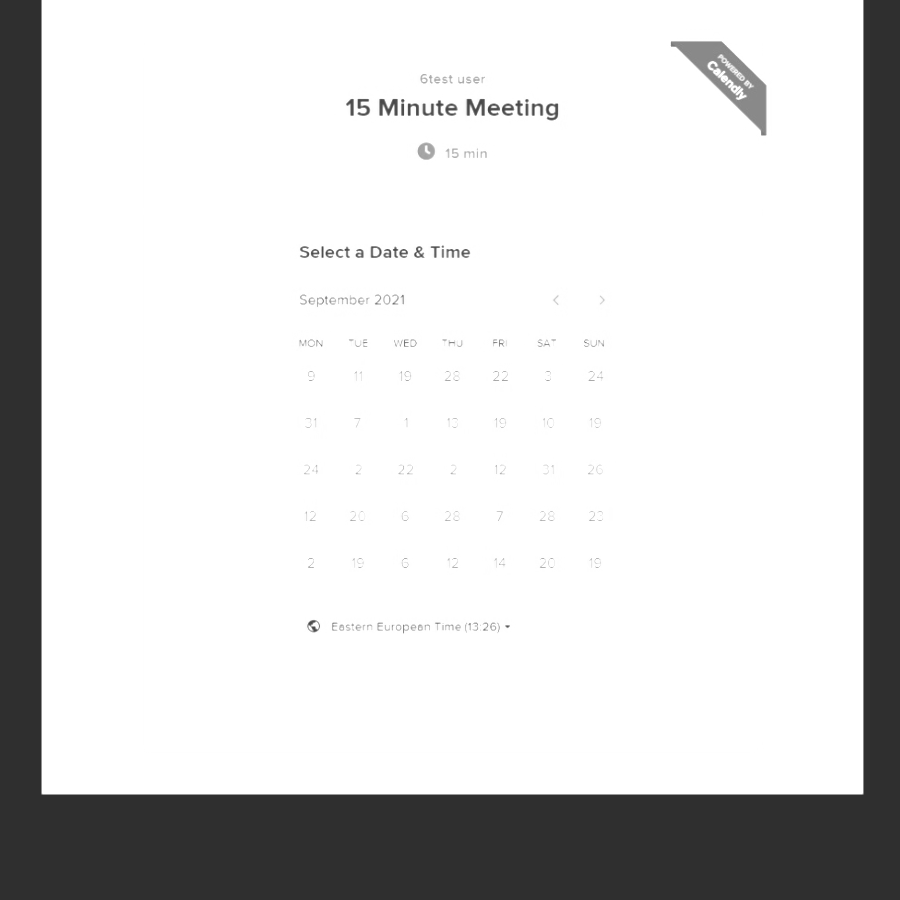 POWERED BY
Calendly
6test user
15 Minute Meeting
15 min
Select a Date & Time
September 2021
MON TUE WED THU FRI SAT SUN
9 11 19 28 22 3 24
31 7 1 13 19 10 19
24 2 22 2 12 31 26
12 20 6 28 7 28 23
2 19 6 12 14 20 19
Eastern European Time (13:26)